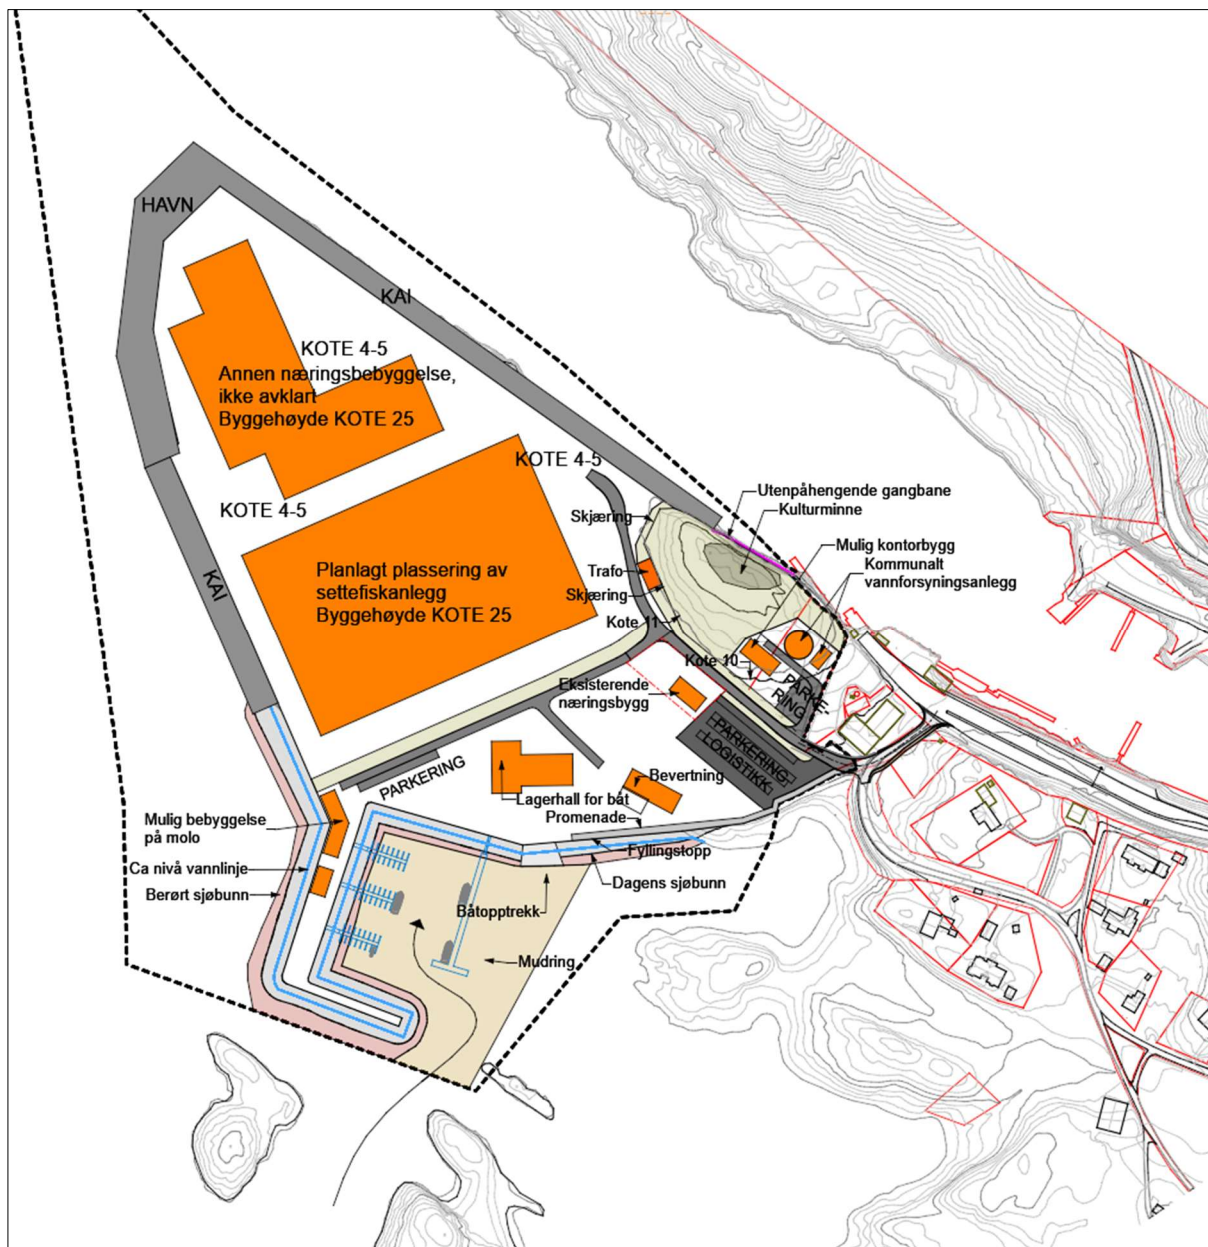 HAVN
KAI
KOTE 4-5
Annen næringsbebyggelse,
ikke avklart
Byggehøyde KOTE 25
KOTE 4-5
KOTE 4-5
Utenpåhengende gangbane
Kulturminne
Skjæring
Mulig kontorbygg
Kommunalt
vannforsyningsanlegg
KAI
Planlagt plassering av
settefiskanlegg
Byggehøyde KOTE 25
Trafo
Skjæring
Kote 11
Kote 10
Eksisterende
næringsbygg
PARKE-
RING
PARKERING
LOGISTIKK
PARKERING
Bevertning
Lagerhall for båt
Promenade
Mulig bebyggelse
på molo
Fyllingstopp
Ca nivå vannlinje
Dagens sjøbunn
Berørt sjøbunn
Båtopptrekk
Mudring